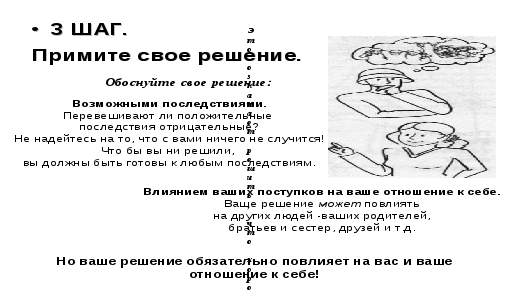 • 3 ШАГ.
Примите свое решение.
Обоснуйте свое решение:
Возможными последствиями.
Перевешивают ли положительные
последствия отрицательные?
Не надейтесь на то, что с вами ничего не случится!
Что бы вы ни решили,
вы должны быть готовы к любым последствиям.
Влиянием ваших поступков на ваше отношение к себе.
Ваще решение может повлиять
на других людей -ваших родителей,
братьев и сестер, друзей и т.д.
Но ваше решение обязательно повлияет на вас и ваше
отношение к себе!
Это